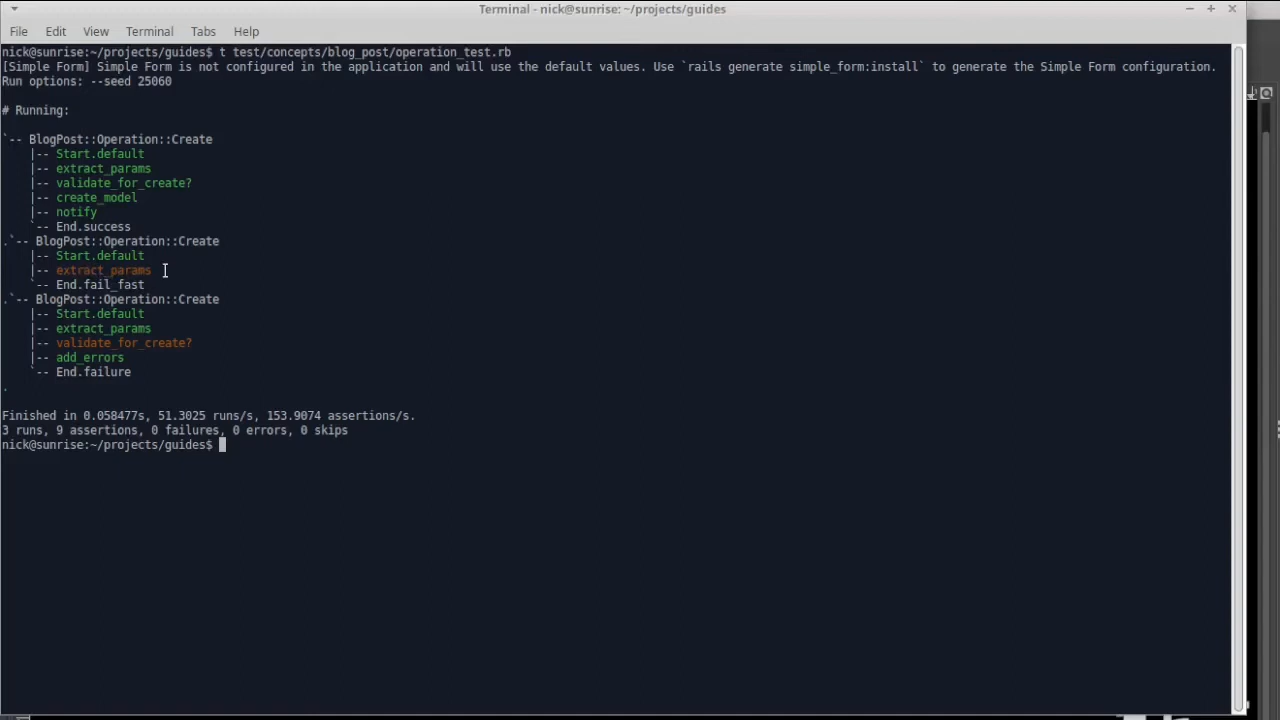 Terminal - nick@sunrise: ~/projects/guides
File Edit View Terminal Tabs Help
nick@sunrise:~/projects/guides$ t test/concepts/blog_post/operation_test.rb
[Simple Form] Simple Form is not configured in the application and will use the default values. Use `rails generate simple_form:install` to generate the Simple Form configuration.
Run options: --seed 25060
# Running:
`-- BlogPost::Operation::Create
|-- Start.default
|-- extract_params
|-- validate_for_create?
|-- create_model
|-- notify
`-- End.success
.`-- BlogPost::Operation::Create
|-- Start.default
|-- extract_params
`-- End.fail_fast
.`-- BlogPost::Operation::Create
|-- Start.default
|-- extract_params
|-- validate_for_create?
|-- add_errors
`-- End.failure
.
Finished in 0.058477s, 51.3025 runs/s, 153.9074 assertions/s.
3 runs, 9 assertions, 0 failures, 0 errors, 0 skips
nick@sunrise:~/projects/guides$